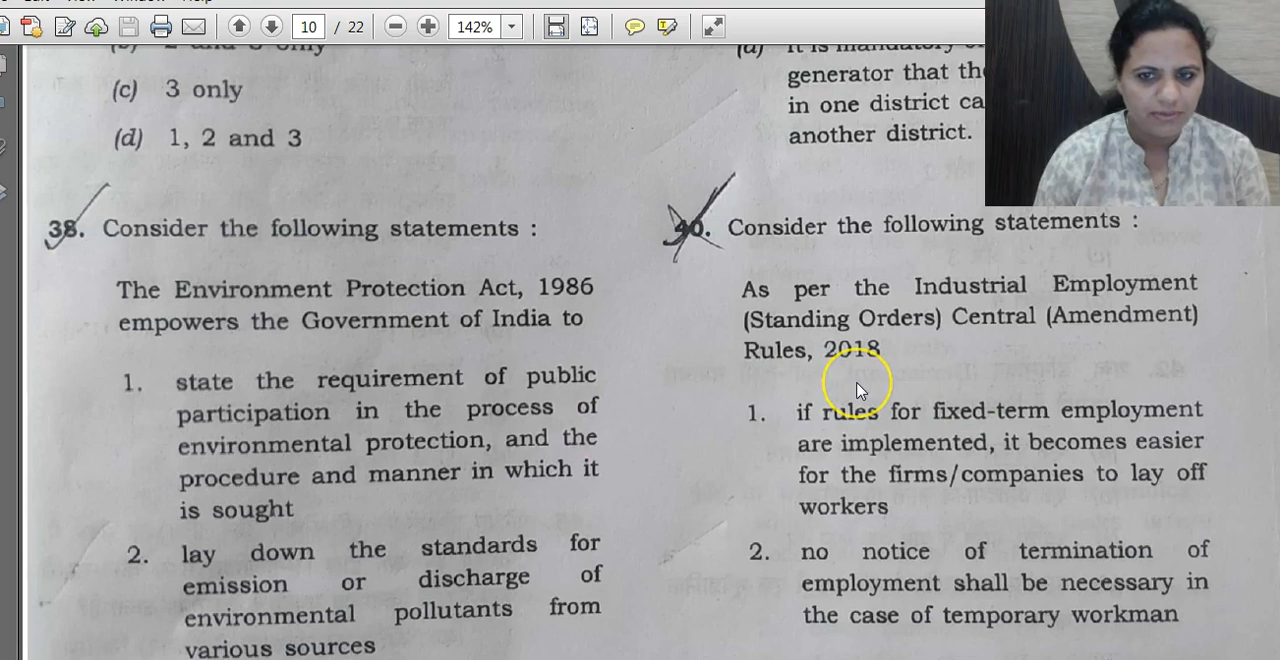 10 / 22
142%
(c) 3 only
(d) 1, 2 and 3
38. Consider the following statements :
The Environment Protection Act, 1986
empowers the Government of India to
1. state the requirement of public
participation in the process of
environmental protection, and the
procedure and manner in which it
is sought
2. lay down the standards for
emission or discharge of
environmental pollutants from
various sources
generator that the
in one district ca
another district.
40. Consider the following statements :
As per the Industrial Employment
(Standing Orders) Central (Amendment)
Rules, 2018
1. if rules for fixed-term employment
are implemented, it becomes easier
for the firms/companies to lay off
workers
2. no notice of termination of
employment shall be necessary in
the case of temporary workman